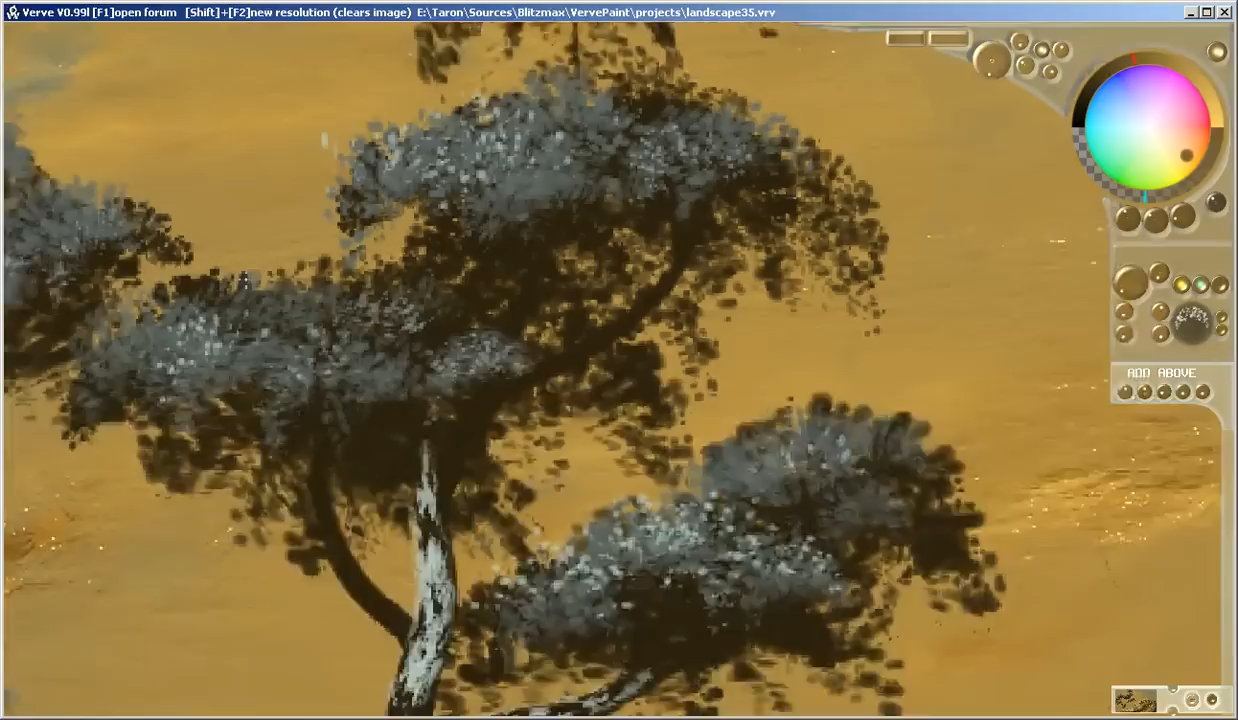 Verve V0.99l [F1]open forum [Shift]+[F2]new resolution (clears image) E:\Taron\Sources\Blitzmax\VervePaint\projects\landscape35.vrv
ADD ABOVE